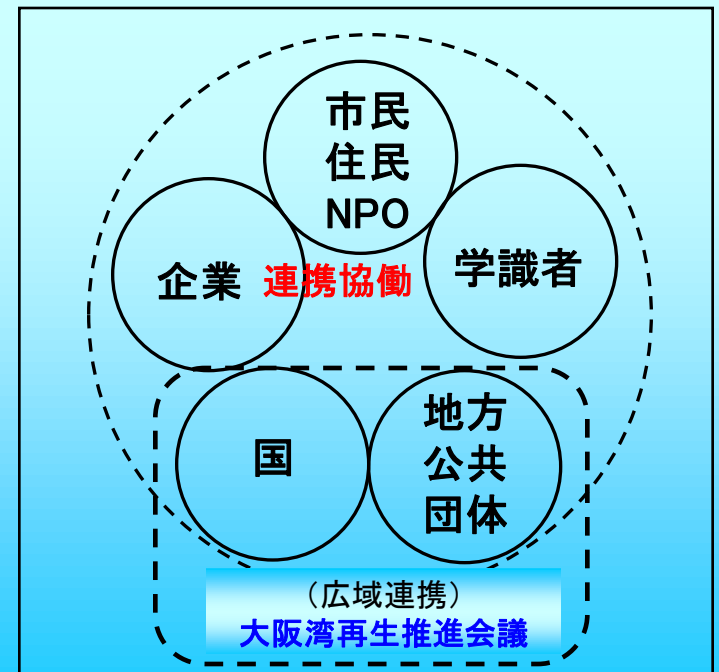 市民
住民
NPO
企業
連携協働
学識者
国
地方
公共
団体
（広域連携）
大阪湾再生推進会議